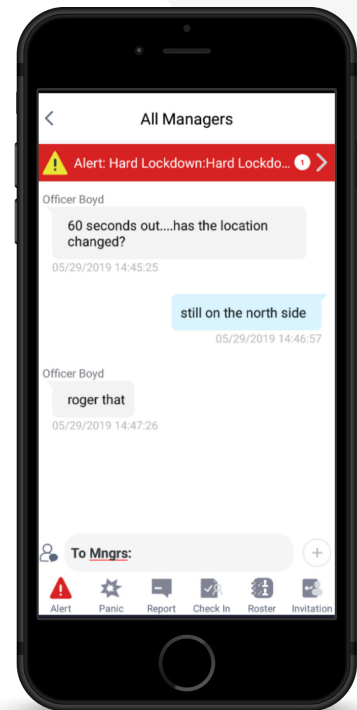 All Managers
Alert: Hard Lockdown:Hard Lockdo... 1
Officer Boyd
60 seconds out....has the location
changed?
05/29/2019 14:45:25
still on the north side
05/29/2019 14:46:57
Officer Boyd
roger that
05/29/2019 14:47:26
To Mngrs:
Alert Panic Report Check In Roster Invitation